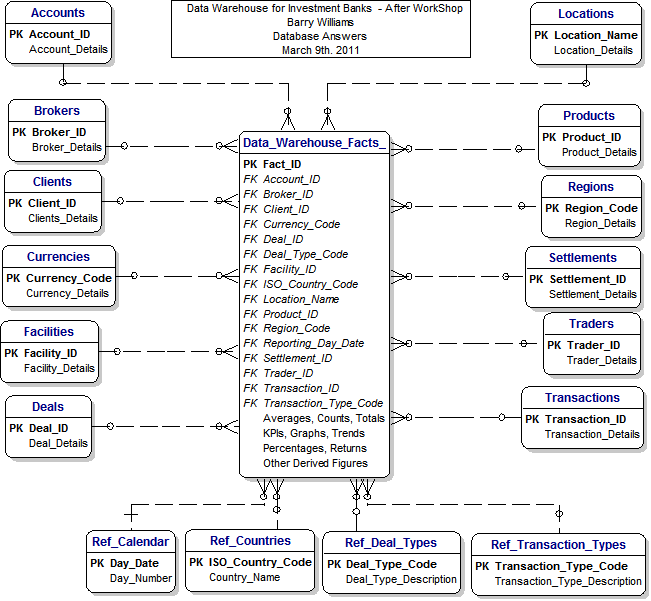 Data Warehouse for Investment Banks - After WorkShop
Barry Williams
Database Answers
March 9th. 2011
Accounts
PK Account_ID
Account_Details
Locations
PK Location_Name
Location_Details
Brokers
PK Broker_ID
Broker_Details
Clients
PK Client_ID
Clients_Details
Currencies
PK Currency_Code
Currency_Details
Facilities
PK Facility_ID
Facility_Details
Deals
PK Deal_ID
Deal_Details
Data_Warehouse_Facts_
PK Fact_ID
FK Account_ID
FK Broker_ID
FK Client_ID
FK Currency_Code
FK Deal_ID
FK Deal_Type_Code
FK Facility_ID
FK ISO_Country_Code
FK Location_Name
FK Product_ID
FK Region_Code
FK Reporting_Day_Date
FK Settlement_ID
FK Trader_ID
FK Transaction_ID
FK Transaction_Type_Code
Averages, Counts, Totals
KPIs, Graphs, Trends
Percentages, Returns
Other Derived Figures
Products
PK Product_ID
Product_Details
Regions
PK Region_Code
Region_Details
Settlements
PK Settlement_ID
Settlement_Details
Traders
PK Trader_ID
Trader_Details
Transactions
PK Transaction_ID
Transaction_Details
Ref_Calendar
PK Day_Date
Day_Number
Ref_Countries
PK ISO_Country_Code
Country_Name
Ref_Deal_Types
PK Deal_Type_Code
Deal_Type_Description
Ref_Transaction_Types
PK Transaction_Type_Code
Transaction_Type_Description